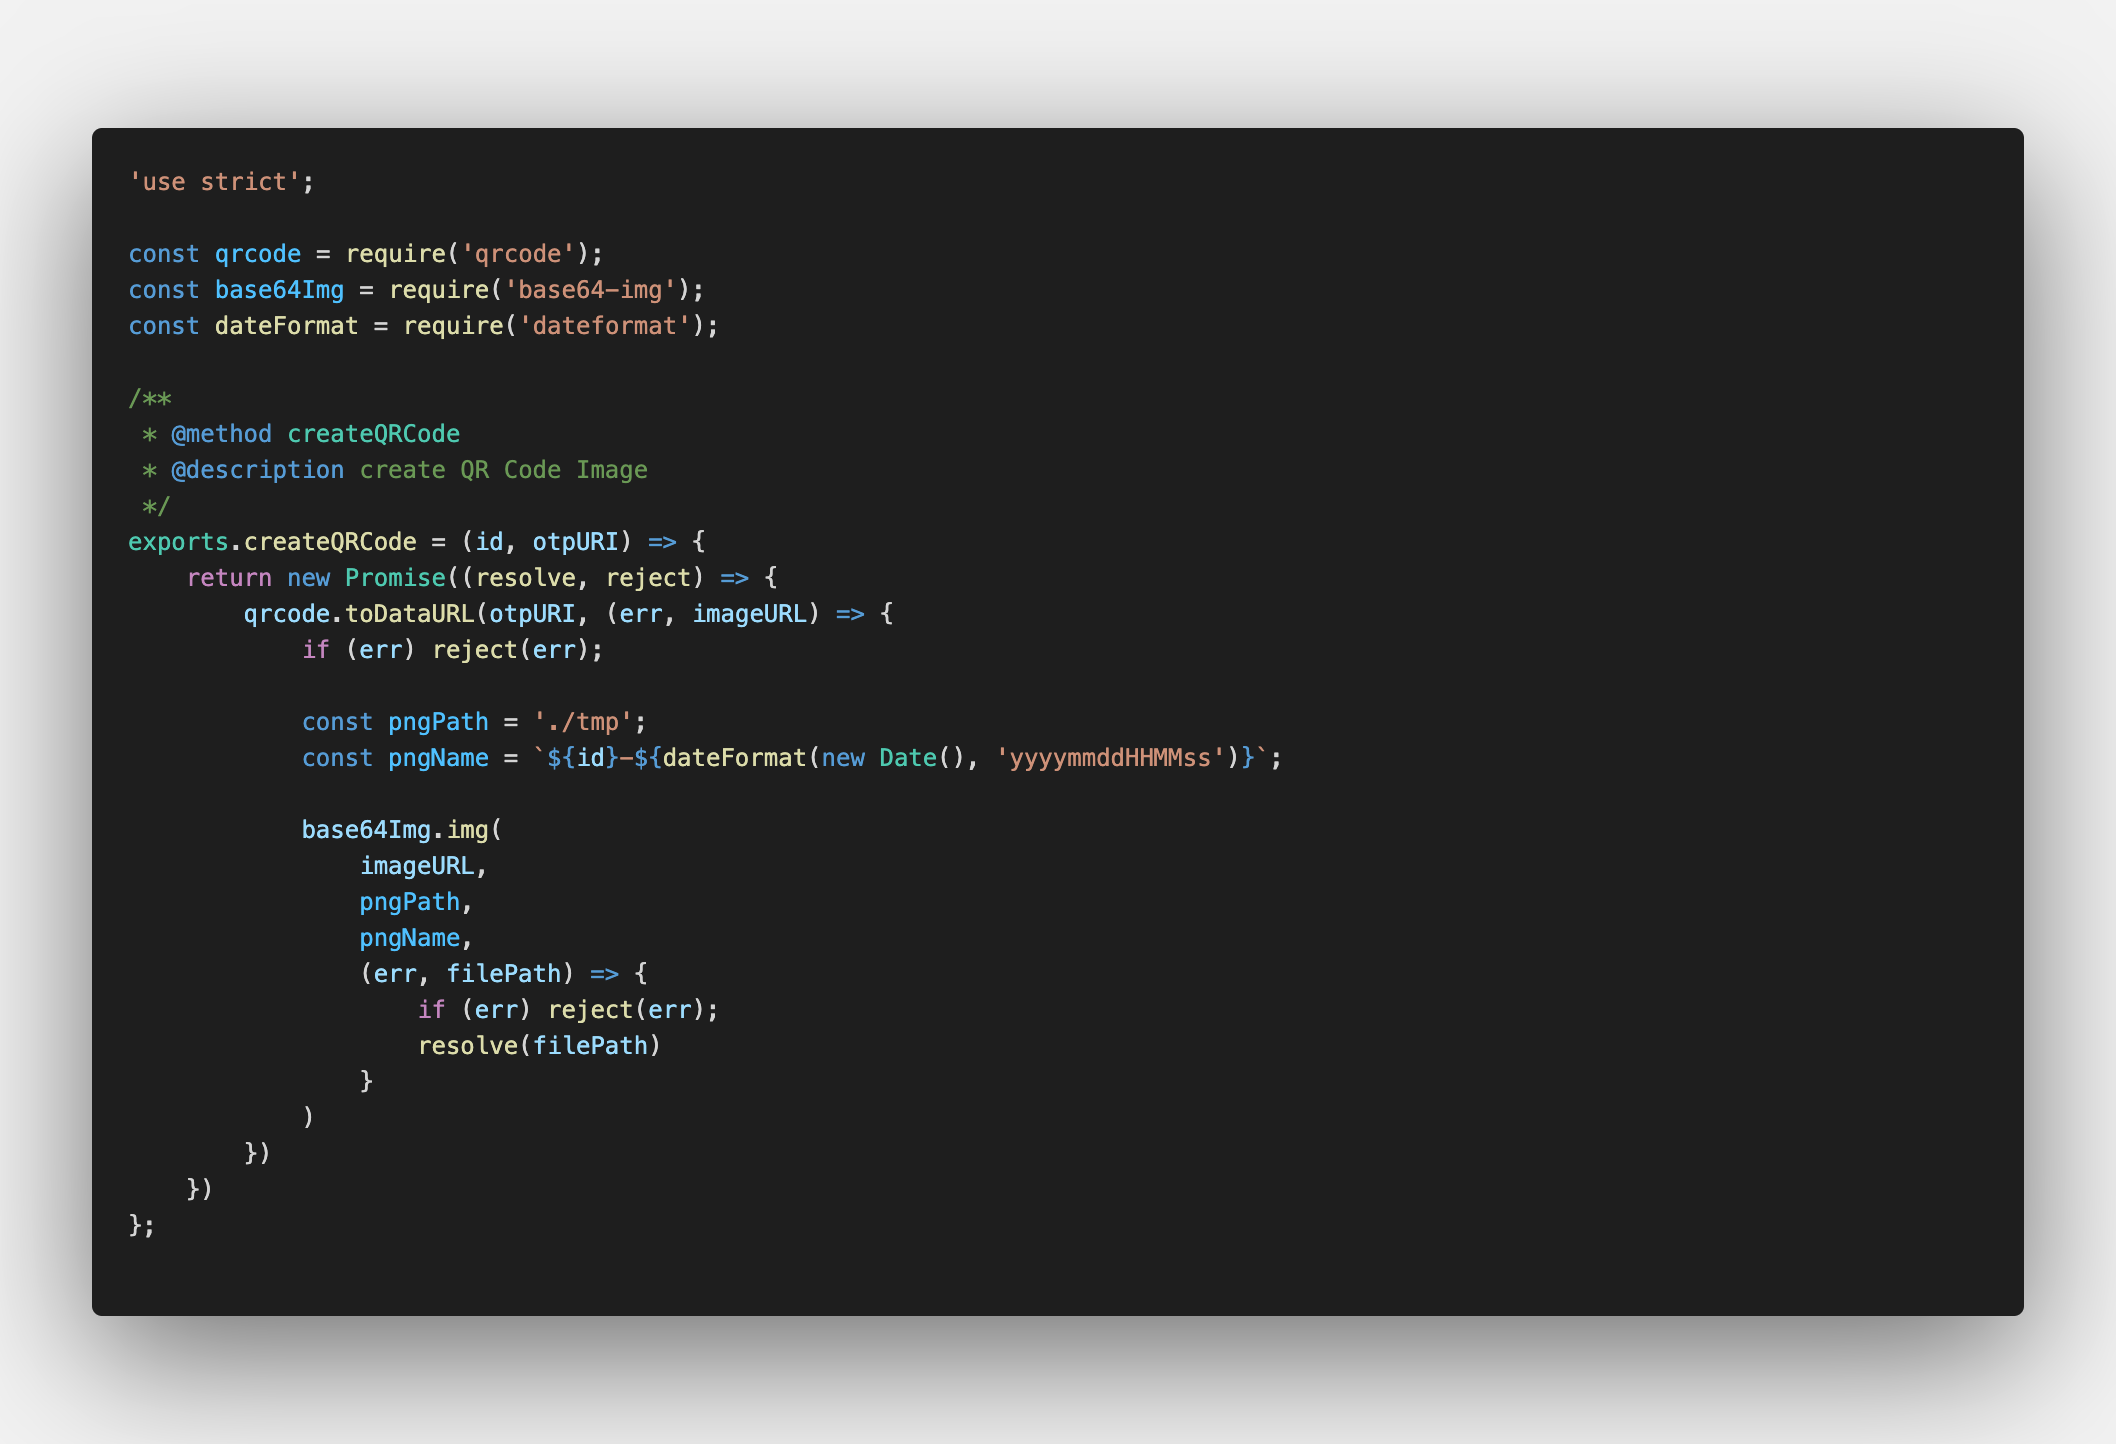 'use strict';

const qrcode = require('qrcode');
const base64Img = require('base64-img');
const dateFormat = require('dateformat');

/**
 * @method createQRCode
 * @description create QR Code Image
 */
exports.createQRCode = (id, otpURI) => {
    return new Promise((resolve, reject) => {
        qrcode.toDataURL(otpURI, (err, imageURL) => {
            if (err) reject(err);

            const pngPath = './tmp';
            const pngName = `${id}-${dateFormat(new Date(), 'yyyymmddHHMMss')}`;

            base64Img.img(
                imageURL,
                pngPath,
                pngName,
                (err, filePath) => {
                    if (err) reject(err);
                    resolve(filePath)
                }
            )
        })
    })
};